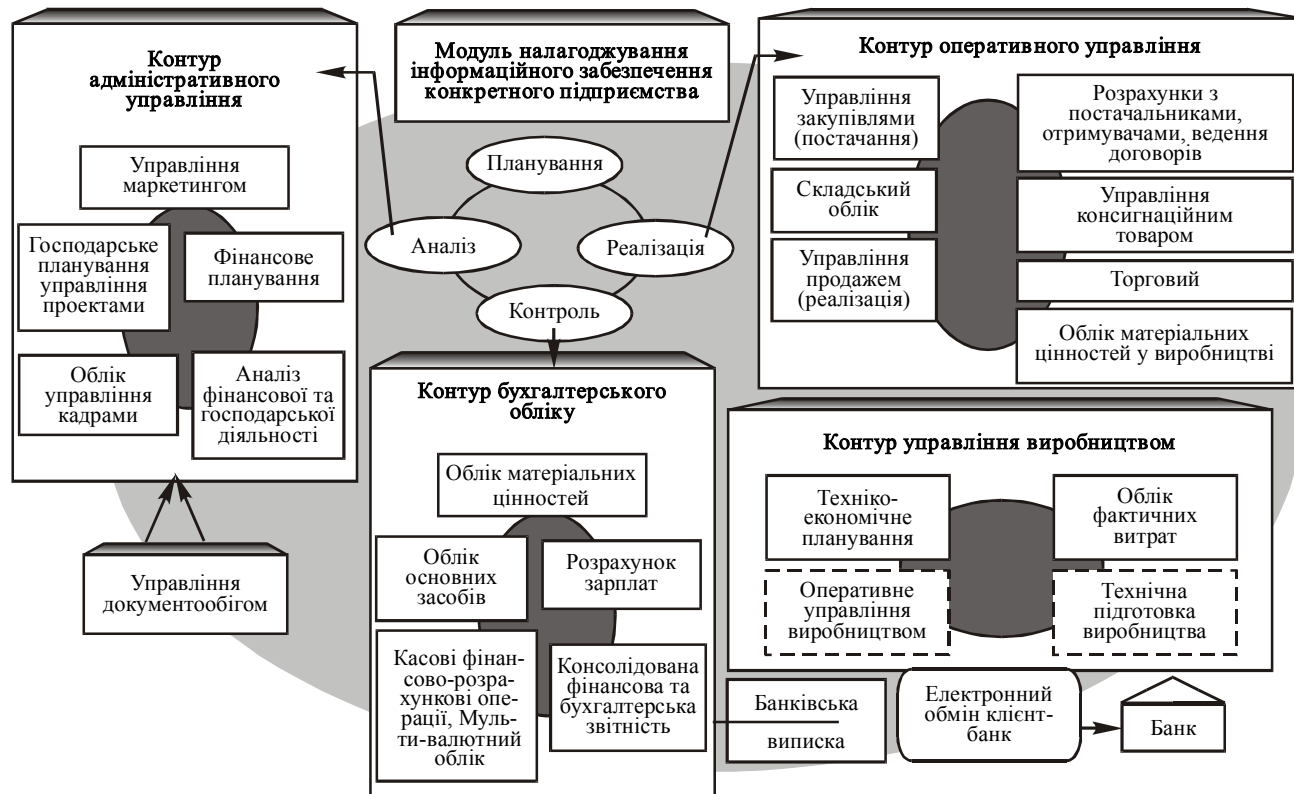 Контур
адміністративного
управління
Управління
маркетингом
Господарське
планування
управління
проектами
Фінансове
планування
Облік
управління
кадрами
Аналіз
фінансової та
господарської
діяльності
Управління
документообігом
Модуль налагоджування
інформаційного забезпечення
конкретного підприємства
Планування
Аналіз
Реалізація
Контроль
Контур бухгалтерського
обліку
Облік матеріальних
цінностей
Облік
основних
засобів
Розрахунок
зарплат
Касові фінан-
сово-розра-
хункові опе-
рації, Муль-
ти-валютний
облік
Консолідована
фінансова та
бухгалтерська
звітність
Контур оперативного управління
Управління
закупівлями
(постачання)
Складський
облік
Управління
продажем
(реалізація)
Розрахунки з
постачальниками,
отримувачами, ведення
договорів
Управління
консигнаційним
товаром
Торговий
Облік матеріальних
цінностей у виробництві
Контур управління виробництвом
Техніко-
економічне
планування
Облік
фактичних
витрат
Оперативне
управління
виробництвом
Технічна
підготовка
виробництва
Банківська
виписка
Електронний
обмін клієнт-
банк
Банк